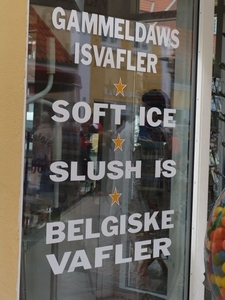 GAMMELDAWS
ISVAFLER
SOFT ICE
SLUSH IS
BELGISKE
VAFLER